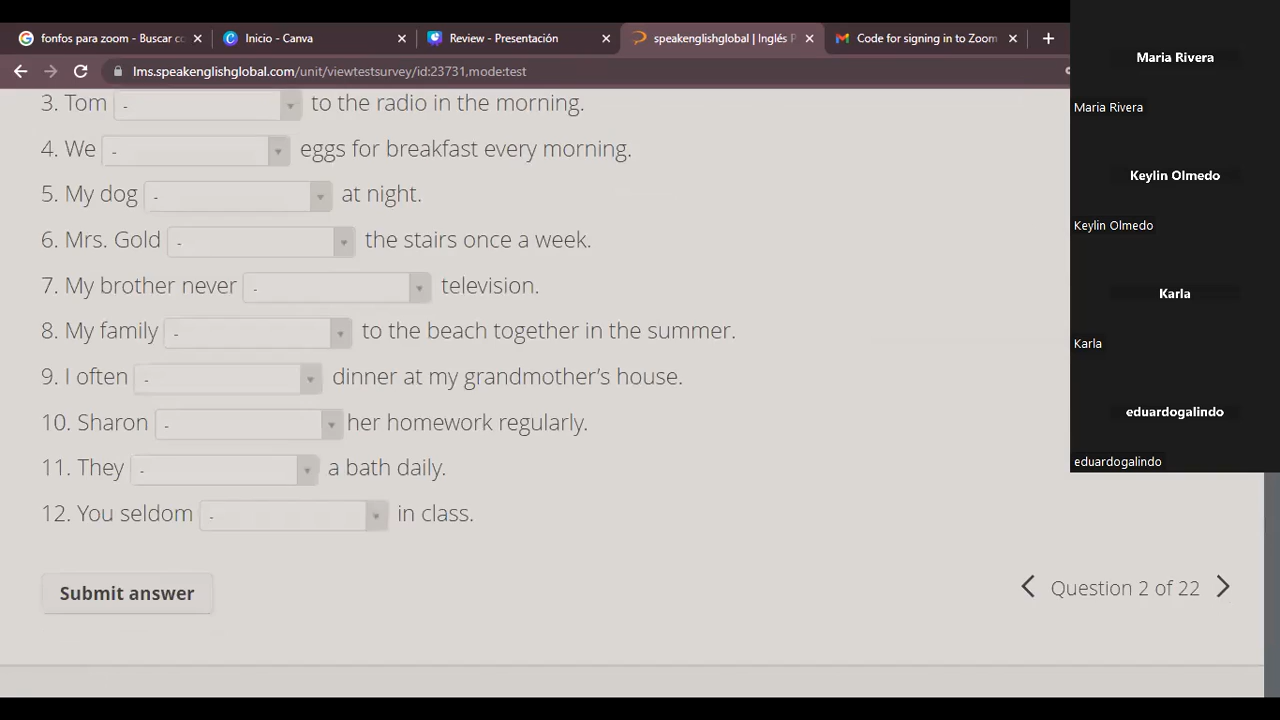 fonfos para zoom - Buscar co
Inicio - Canva
Review - Presentación
speakenglishglobal | Inglés P
Code for signing in to Zoom
lms.speakenglishglobal.com/unit/viewtestsurvey/id:23731,mode:test
3. Tom - to the radio in the morning.
4. We - eggs for breakfast every morning.
5. My dog - at night.
6. Mrs. Gold - the stairs once a week.
7. My brother never - television.
8. My family - to the beach together in the summer.
9. I often - dinner at my grandmother’s house.
10. Sharon - her homework regularly.
11. They - a bath daily.
12. You seldom - in class.
Submit answer
Question 2 of 22
Maria Rivera
Maria Rivera
Keylin Olmedo
Keylin Olmedo
Karla
Karla
eduardogalindo
eduardogalindo